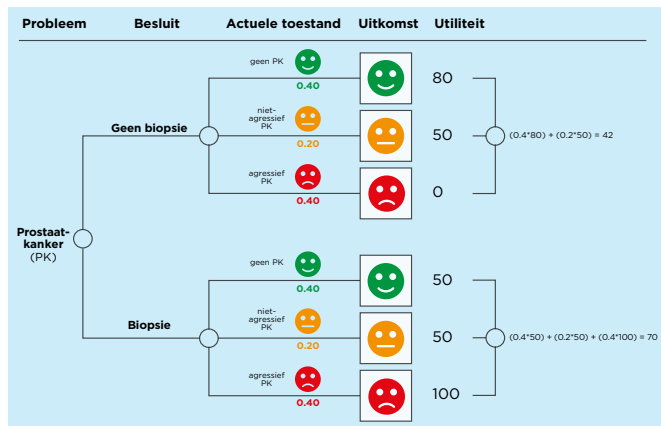 Probleem Besluit Actuele toestand Uitkomst Utiliteit
geen PK
0.40
80
niet-
agressief
PK
0.20
Geen biopsie
50
(0.4*80) + (0.2*50) = 42
agressief
PK
0.40
0
Prostaat-
kanker
(PK)
geen PK
0.40
50
niet-
agressief
PK
0.20
Biopsie
50
(0.4*50) + (0.2*50) + (0.4*100) = 70
agressief
PK
0.40
100